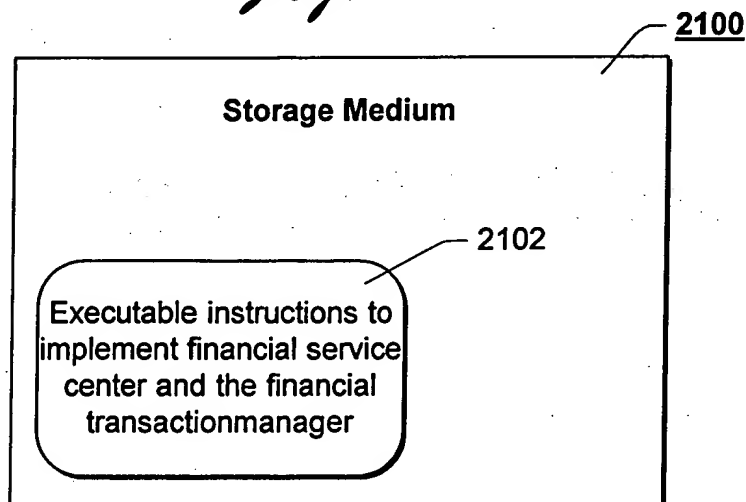 2100
Storage Medium
2102
Executable instructions to
implement financial service
center and the financial
transactionmanager